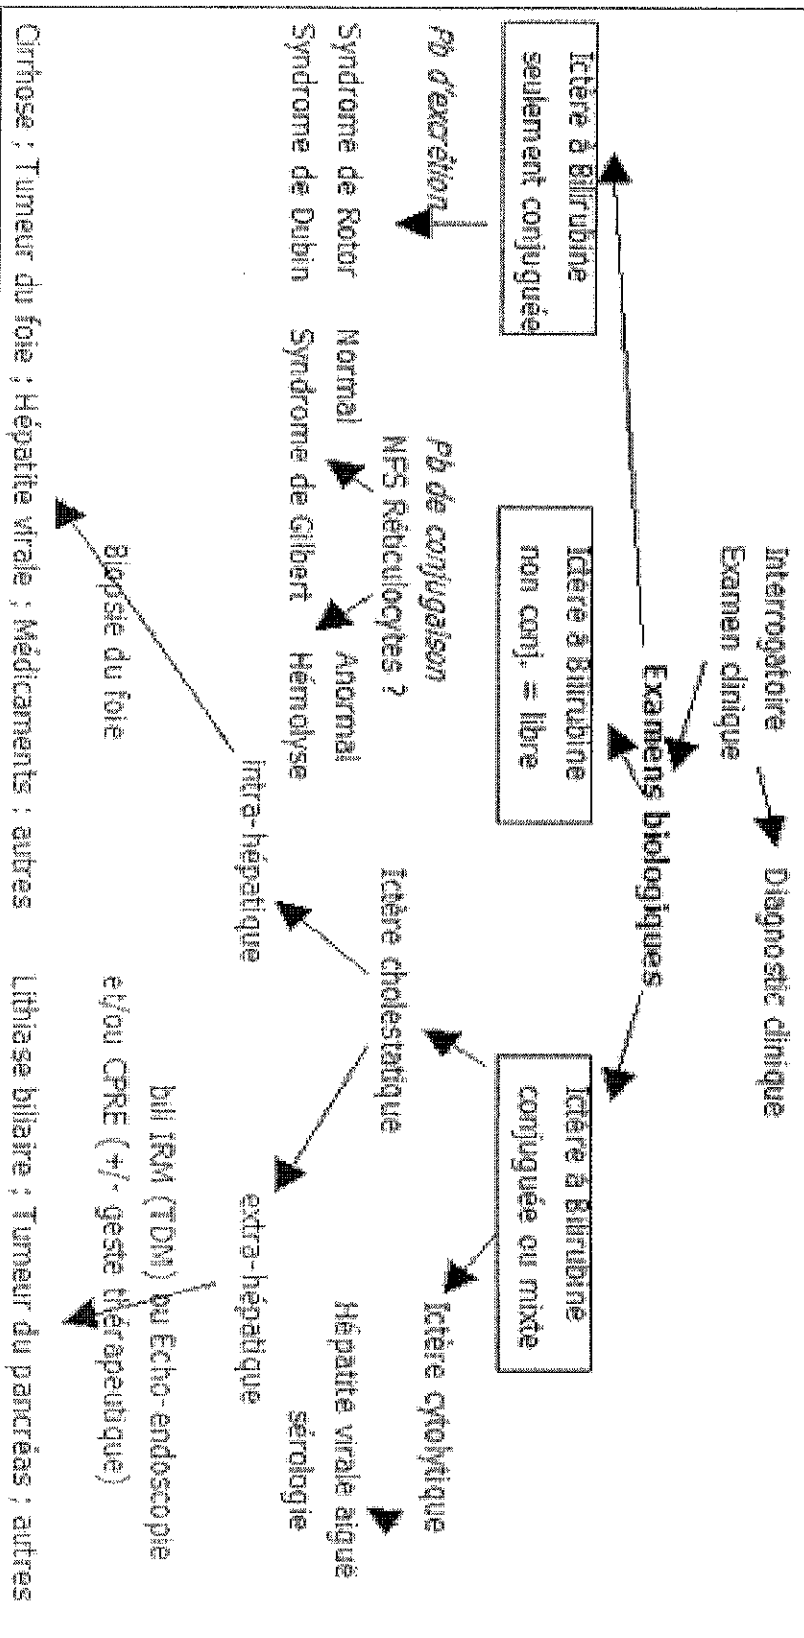 Interrogatoire
Examen clinique
Diagnostic clinique
Examens biologiques
Ictère à Bilirubine
seulement conjuguée
Ictère à Bilirubine
non conj. = libre
Ictère à Bilirubine
conjuguée ou mixte
Pb d'excrétion
Syndrome de Rotor
Syndrome de Dubin
Pb de conjugaison
NFS Réticulocytes ?
Normal
Syndrome de Gilbert
Anormal
Hémolyse
Ictère cholestatique
Ictère cytolytique
Hépatite virale aiguë
sérologie
intra-hépatique
extra-hépatique
Biopsie du foie
bili IRM (TDM) ou Echo-endoscopie
et/ou CPRE (+/- geste thérapeutique)
Cirrhose ; Tumeur du foie ; Hépatite virale ; Médicaments ; autres
Lithiase biliaire ; Tumeur du pancréas ; autres